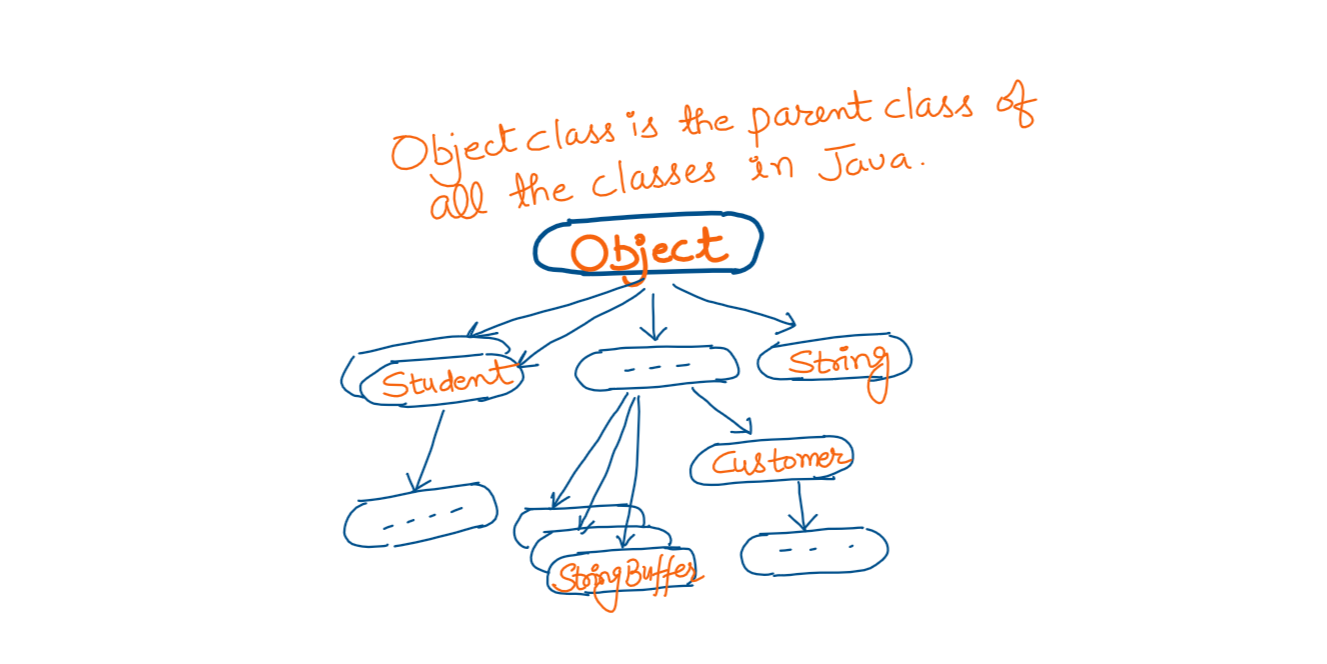 Object class is the parent class of
all the classes in Java.
Object
Student
- - -
String
Customer
- - - - -
- - -
StringBuffer